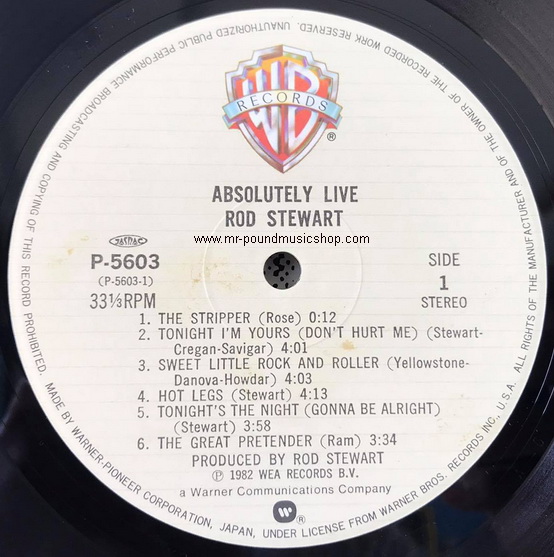 UNAUTHORIZED PUBLIC PERFORMANCE BROADCASTING AND COPYING OF THIS RECORD PROHIBITED. MADE BY WARNER-PIONEER CORPORATION, JAPAN, UNDER LICENSE FROM WARNER BROS. RECORDS INC., U.S.A. ALL RIGHTS OF THE MANUFACTURER AND OF THE OWNER OF THE RECORDED WORK RESERVED.
WB
RECORDS
®
ABSOLUTELY LIVE
ROD STEWART
www.mr-poundmusicshop.com
JASRAC
P-5603
(P-5603-1)
33⅓RPM
SIDE
1
STEREO
1. THE STRIPPER (Rose) 0:12
2. TONIGHT I'M YOURS (DON'T HURT ME) (Stewart-
Cregan-Savigar) 4:01
3. SWEET LITTLE ROCK AND ROLLER (Yellowstone-
Danova-Howdar) 4:03
4. HOT LEGS (Stewart) 4:13
5. TONIGHT'S THE NIGHT (GONNA BE ALRIGHT)
(Stewart) 3:58
6. THE GREAT PRETENDER (Ram) 3:34
PRODUCED BY ROD STEWART
℗ 1982 WEA RECORDS B.V.
a Warner Communications Company
®